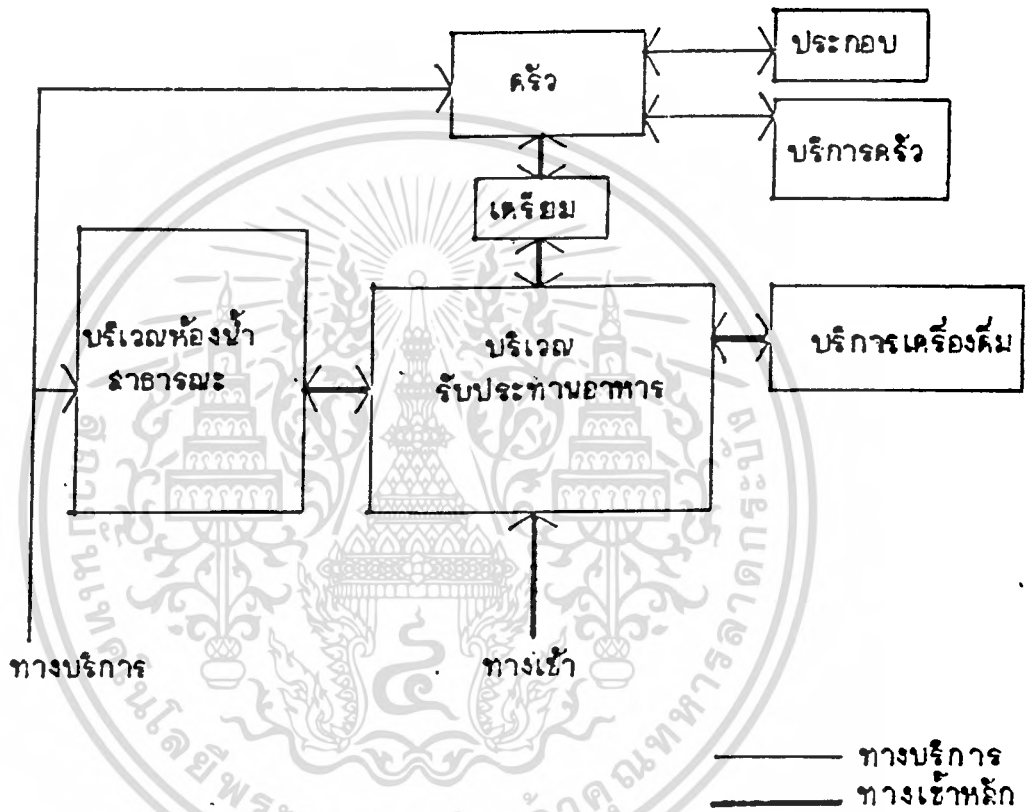 ประกอบ
ครัว
บริการครัว
เตรียม
บริเวณห้องน้ำ
สาธารณะ
บริเวณ
รับประทานอาหาร
บริการเครื่องดื่ม
ทางบริการ
ทางเข้า
ทางบริการ
ทางเข้าหลัก